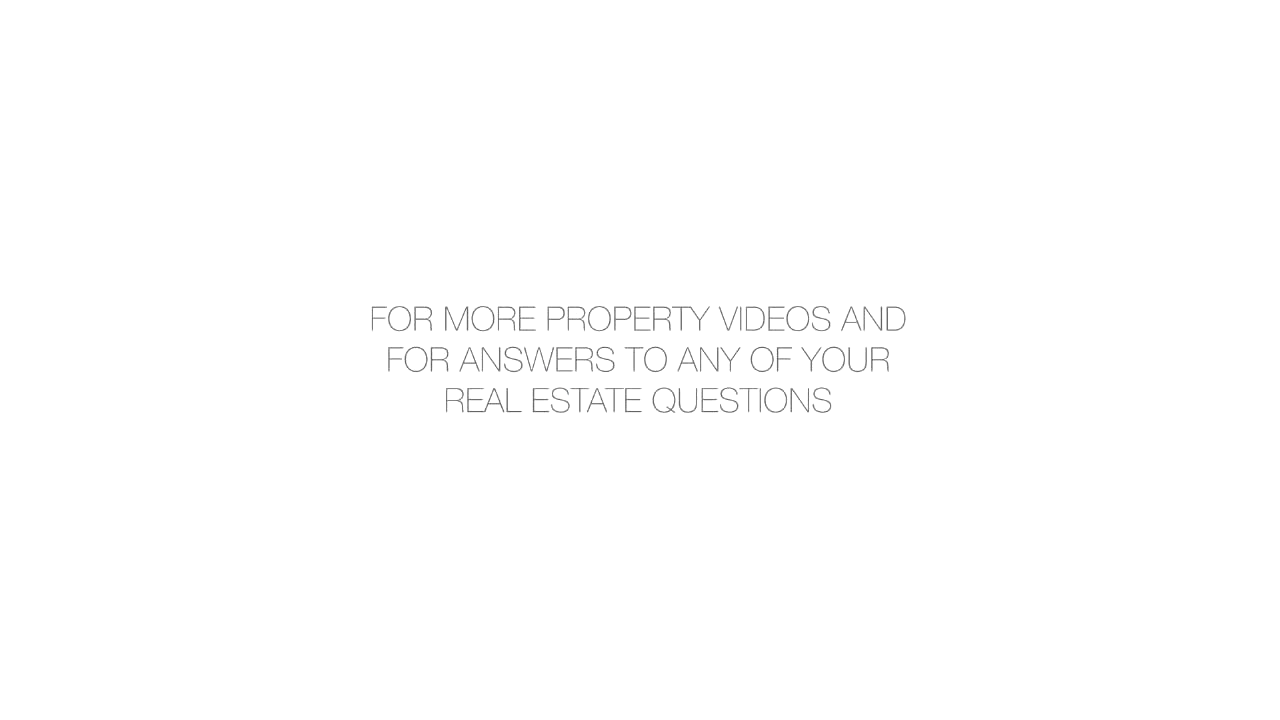 FOR MORE PROPERTY VIDEOS AND
FOR ANSWERS TO ANY OF YOUR
REAL ESTATE QUESTIONS